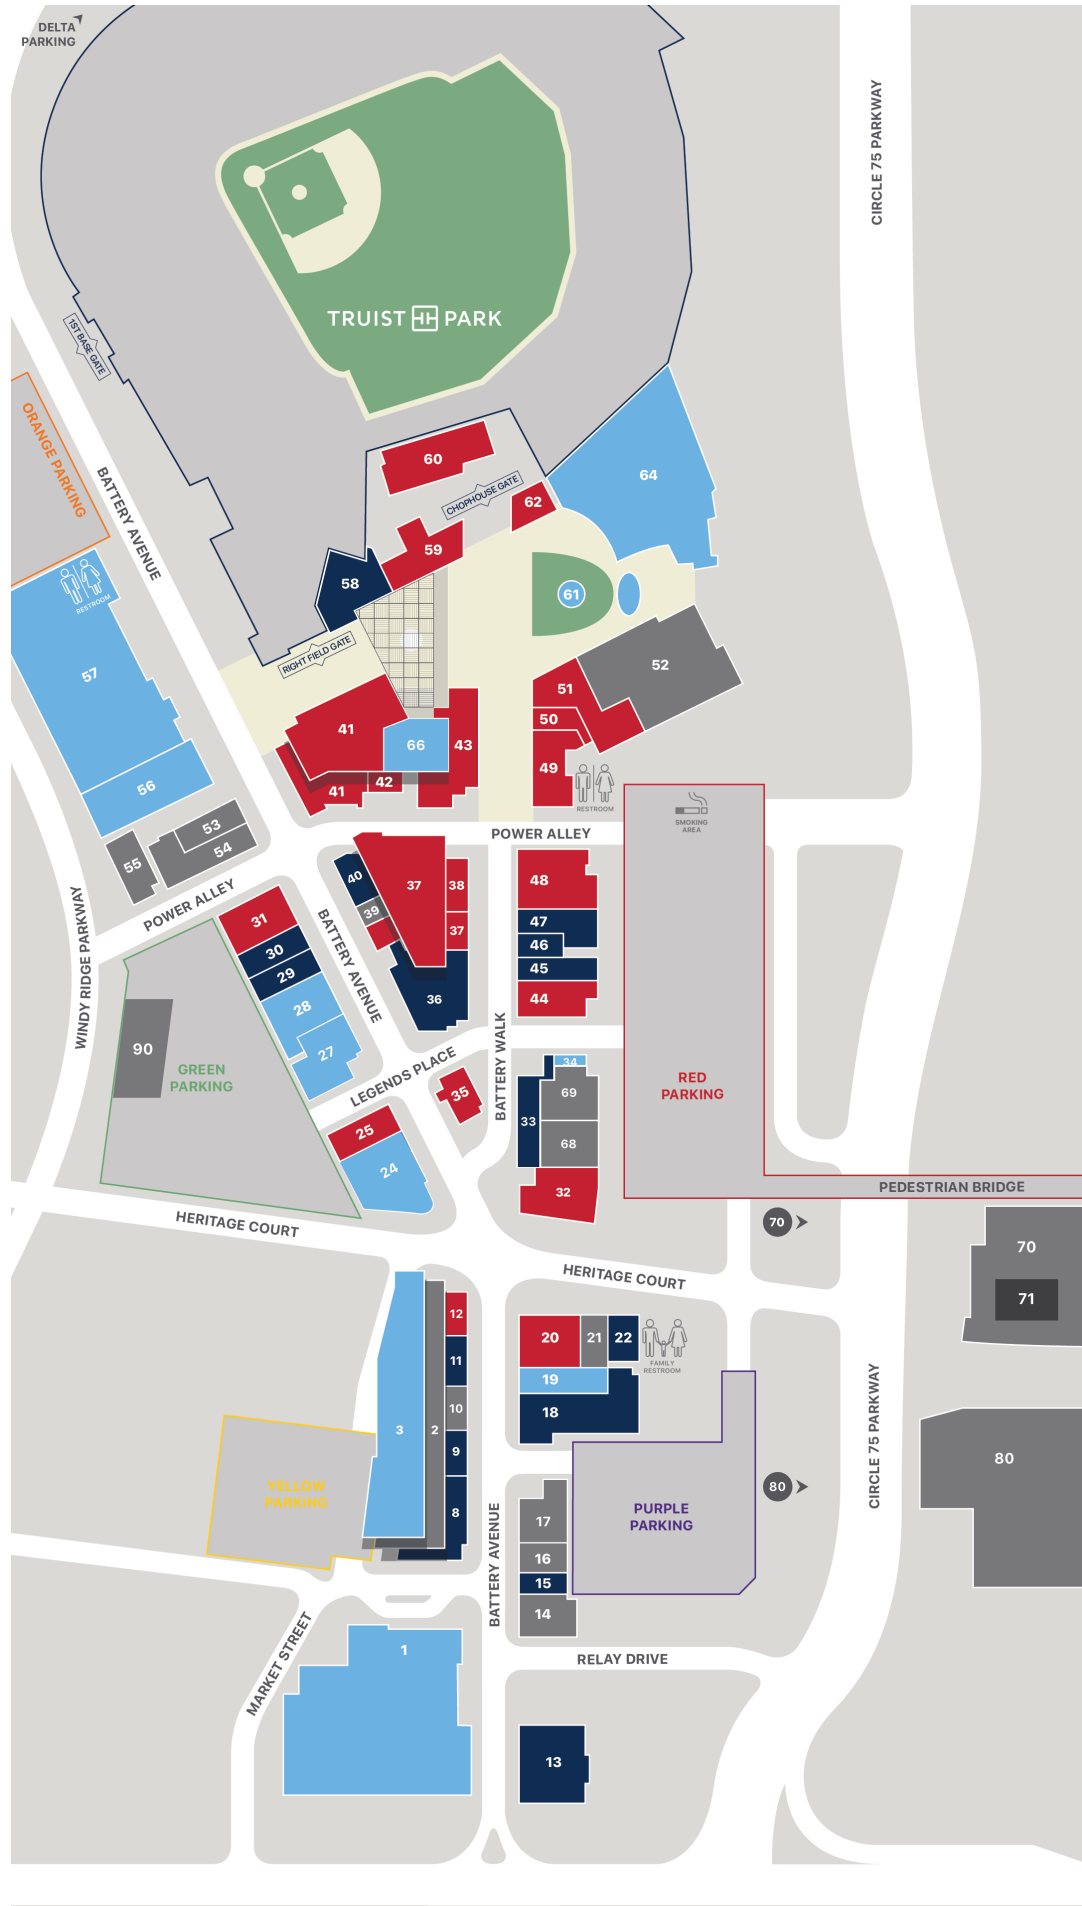 DELTA
PARKING
CIRCLE 75 PARKWAY
TRUIST PARK
1ST BASE GATE
ORANGE PARKING
BATTERY AVENUE
60
CHOPHOUSE GATE
62
64
59
58
61
RESTROOM
RIGHT FIELD GATE
57
52
51
50
41
66
43
49
42
41
56
RESTROOM
SMOKING
AREA
53
54
55
POWER ALLEY
POWER ALLEY
40
37
38
39
37
36
48
47
46
45
44
31
30
29
28
27
BATTERY AVENUE
WINDY RIDGE PARKWAY
90
GREEN
PARKING
LEGENDS PLACE
BATTERY WALK
35
34
69
33
68
32
RED
PARKING
25
24
PEDESTRIAN BRIDGE
HERITAGE COURT
70
70
71
HERITAGE COURT
12
11
10
9
8
3
2
20
21
22
FAMILY
RESTROOM
19
18
CIRCLE 75 PARKWAY
80
80
YELLOW
PARKING
PURPLE
PARKING
BATTERY AVENUE
17
16
15
14
MARKET STREET
1
RELAY DRIVE
13